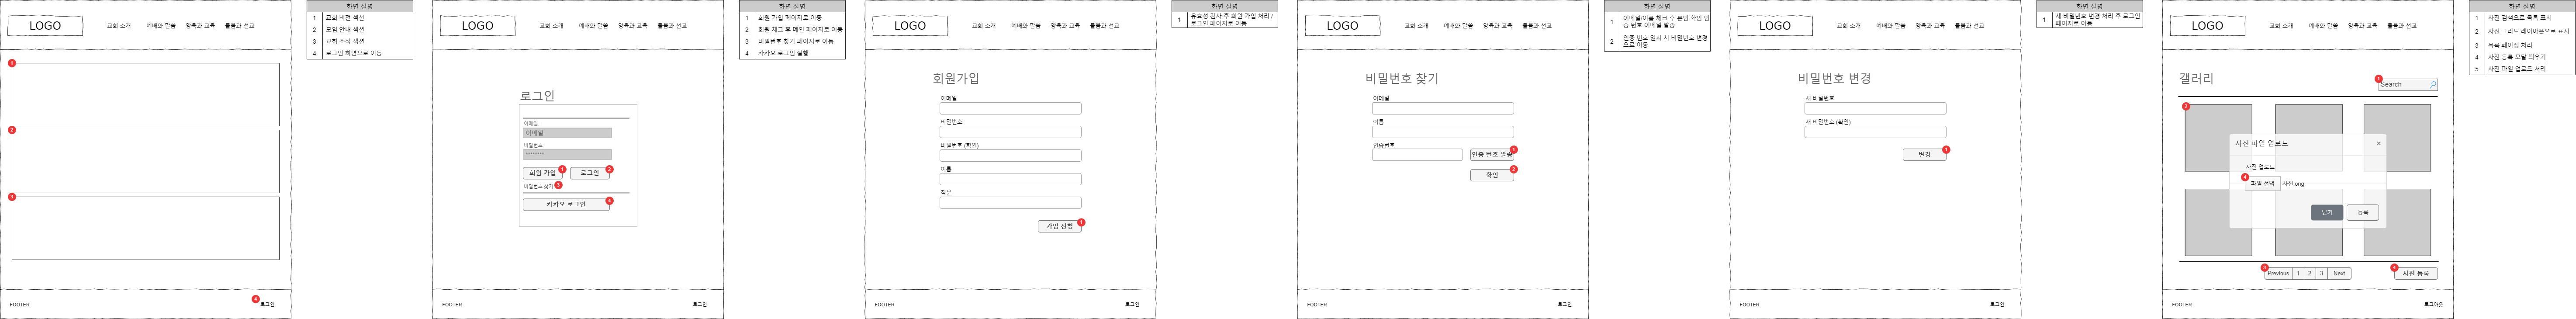 LOGO
교회 소개
예배와 말씀
양육과 교육
돌봄과 선교
1
2
3
FOOTER
4
로그인
화면 설명
1 교회 비전 섹션
2 모임 안내 섹션
3 교회 소식 섹션
4 로그인 화면으로 이동
LOGO
교회 소개
예배와 말씀
양육과 교육
돌봄과 선교
로그인
이메일
이메일
비밀번호
********
회원 가입 1
로그인 2
비밀번호 찾기 3
카카오 로그인 4
FOOTER
로그인
화면 설명
1 회원 가입 페이지로 이동
2 회원 체크 후 메인 페이지로 이동
3 비밀번호 찾기 페이지로 이동
4 카카오 로그인 실행
LOGO
교회 소개
예배와 말씀
양육과 교육
돌봄과 선교
회원가입
이메일
비밀번호
비밀번호 (확인)
이름
직분
가입 신청 1
FOOTER
로그인
화면 설명
1 유효성 검사 후 회원 가입 처리 /
로그인 페이지로 이동
LOGO
교회 소개
예배와 말씀
양육과 교육
돌봄과 선교
비밀번호 찾기
이메일
이름
인증번호
인증 번호 발송 1
확인 2
FOOTER
로그인
화면 설명
1 이메일/이름 체크 후 본인 확인 인
증 번호 이메일 발송
2 인증 번호 일치 시 비밀번호 변경
으로 이동
LOGO
교회 소개
예배와 말씀
양육과 교육
돌봄과 선교
비밀번호 변경
새 비밀번호
새 비밀번호 (확인)
변경 1
FOOTER
로그인
화면 설명
1 새 비밀번호 변경 처리 후 로그인
페이지로 이동
LOGO
교회 소개
예배와 말씀
양육과 교육
돌봄과 선교
갤러리
1 Search
2
사진 파일 업로드 ×
사진 업로드
4
파일 선택 사진.png
닫기 등록
3
Previous 1 2 3 Next
4
사진 등록
FOOTER
로그아웃
화면 설명
1 사진 검색으로 목록 표시
2 사진 그리드 레이아웃으로 표시
3 목록 페이징 처리
4 사진 등록 모달 띄우기
5 사진 파일 업로드 처리